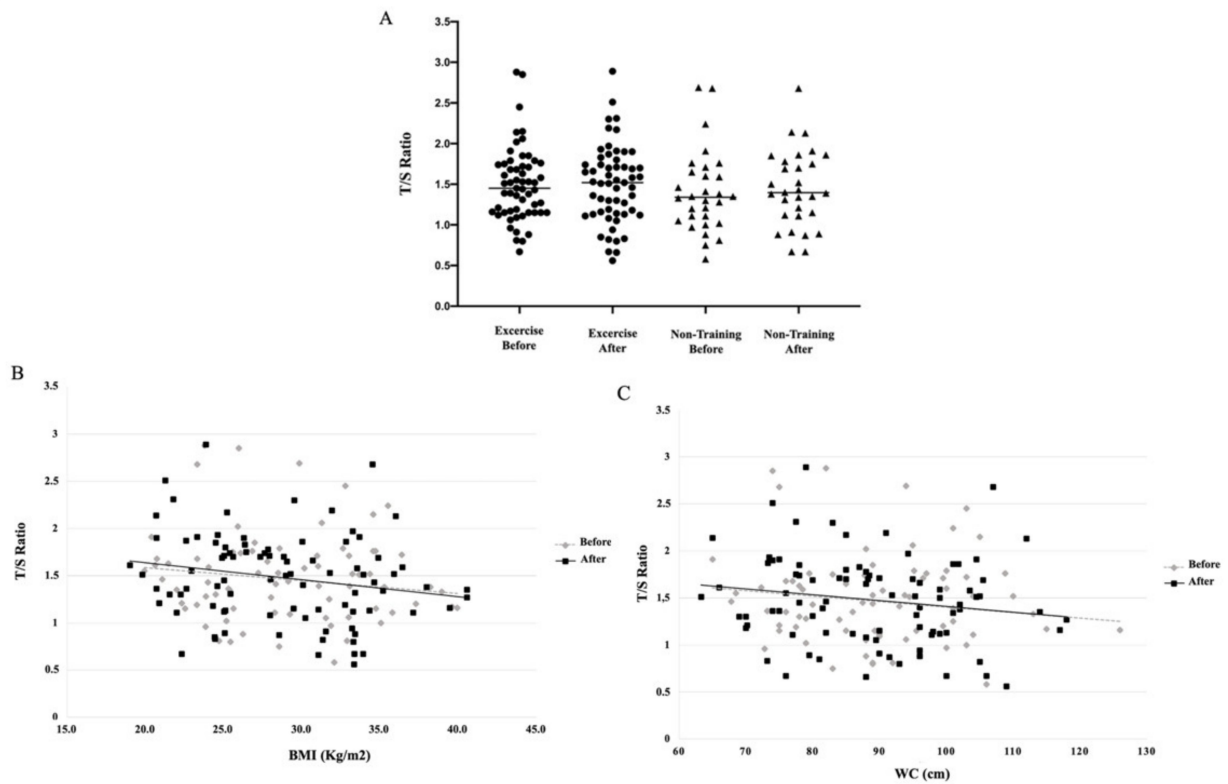 A
3.5
3.0
2.5
2.0
1.5
1.0
0.5
0.0
T/S Ratio
Excercise Before
Excercise After
Non-Training Before
Non-Training After
B
3.5
3
2.5
2
1.5
1
0.5
0
T/S Ratio
15.0 20.0 25.0 30.0 35.0 40.0 45.0
BMI (Kg/m2)
Before
After
C
3.5
3
2.5
2
1.5
1
0.5
0
T/S Ratio
60 70 80 90 100 110 120 130
WC (cm)
Before
After